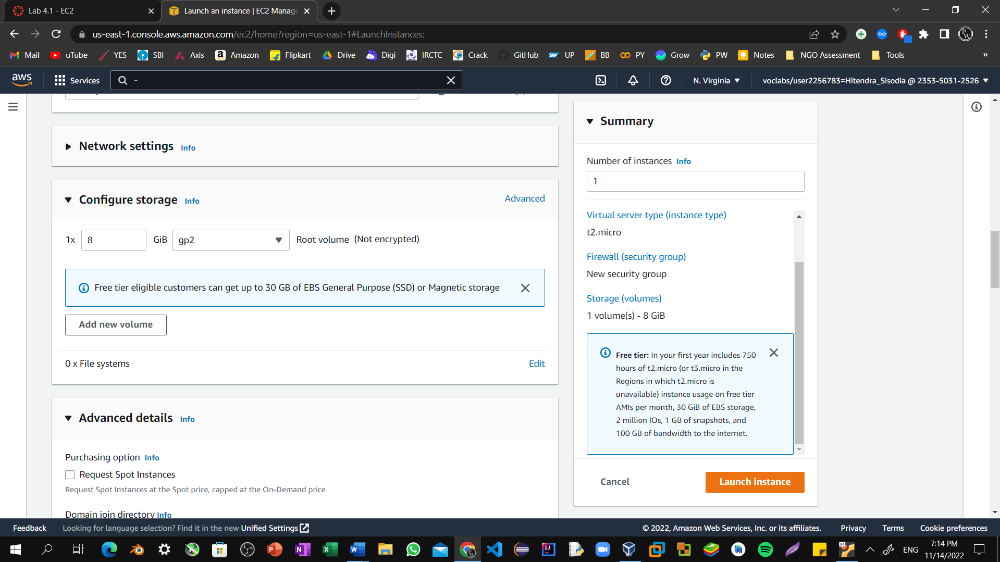 Lab 4.1 - EC2
Launch an instance | EC2 Manage
us-east-1.console.aws.amazon.com/ec2/home?region=us-east-1#LaunchInstances:
Mail uTube YES SBI Axis Amazon Flipkart Drive Digi IRCTC Crack GitHub UP BB PY Grow PW Notes NGO Assessment Tools »
aws Services - N. Virginia voclabs/user2256783=Hitendra_Sisodia @ 2353-5031-2526
Network settings Info
Configure storage Info Advanced
1x 8 GiB gp2 Root volume (Not encrypted)
Free tier eligible customers can get up to 30 GB of EBS General Purpose (SSD) or Magnetic storage
Add new volume
0 x File systems Edit
Advanced details Info
Purchasing option Info
Request Spot Instances
Request Spot Instances at the Spot price, capped at the On-Demand price
Domain join directory Info
Summary
Number of instances Info
1
Virtual server type (instance type)
t2.micro
Firewall (security group)
New security group
Storage (volumes)
1 volume(s) - 8 GiB
Free tier: In your first year includes 750
hours of t2.micro (or t3.micro in the
Regions in which t2.micro is
unavailable) instance usage on free tier
AMIs per month, 30 GiB of EBS storage,
2 million IOs, 1 GB of snapshots, and
100 GB of bandwidth to the internet.
Cancel Launch instance
Feedback Looking for language selection? Find it in the new Unified Settings © 2022, Amazon Web Services, Inc. or its affiliates. Privacy Terms Cookie preferences
ENG
7:14 PM
11/14/2022